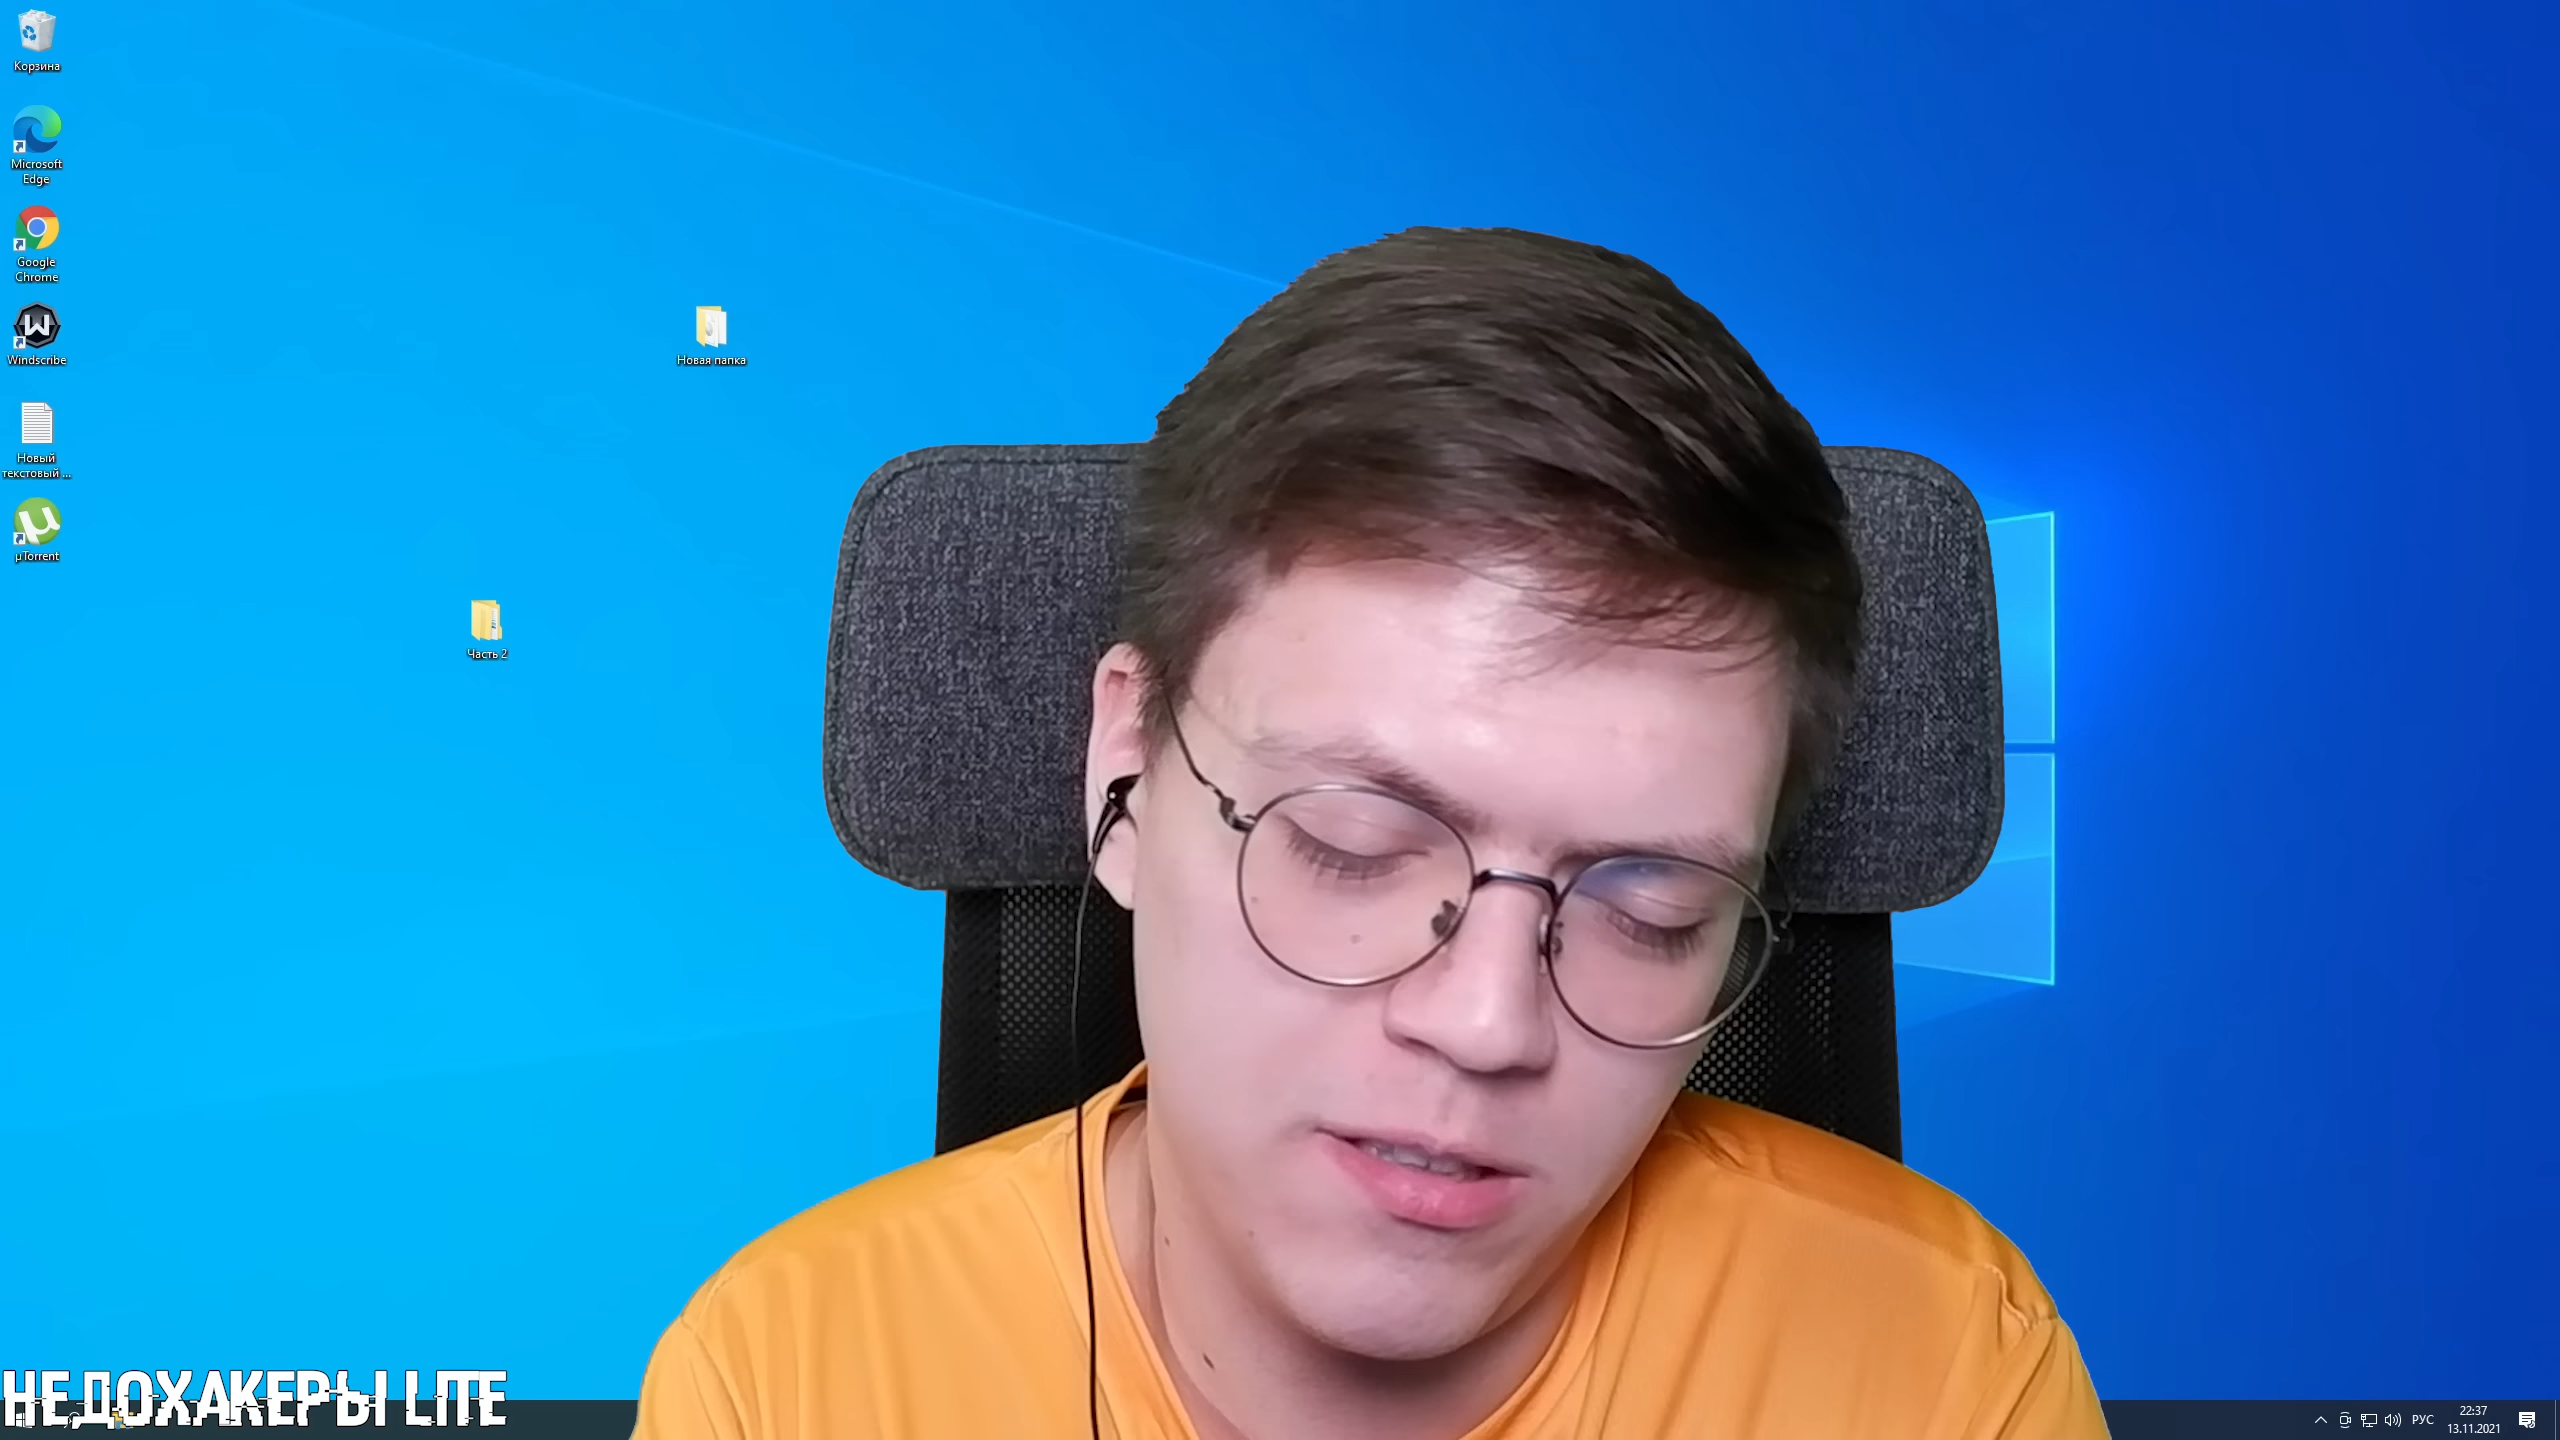 Корзина
Microsoft
Edge
Google
Chrome
Windscribe
Новый
текстовый ...
µTorrent
Новая папка
Часть 2
НЕДОХАКЕРЫ LITE
РУС
22:37
13.11.2021